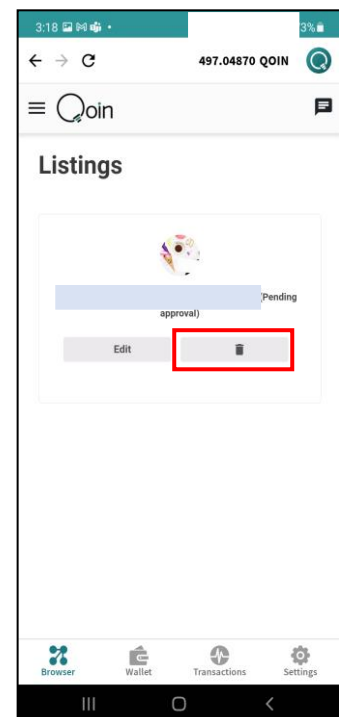 3:18
3%
497.04870 QOIN
Qoin
Listings
(Pending
approval)
Edit
Browser Wallet Transactions Settings